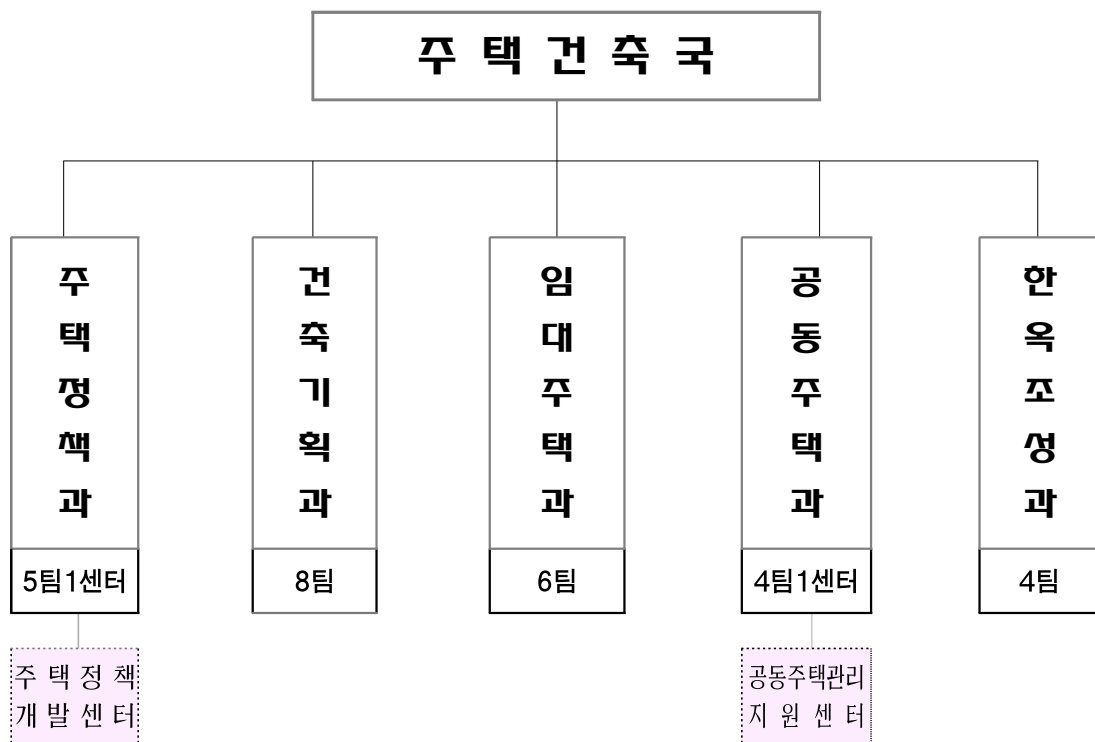 주택건축국
주택정책과
건축기획과
임대주택과
공동주택과
한옥조성과
5팀1센터
8팀
6팀
4팀1센터
4팀
주택정책
개발센터
공동주택관리
지원센터